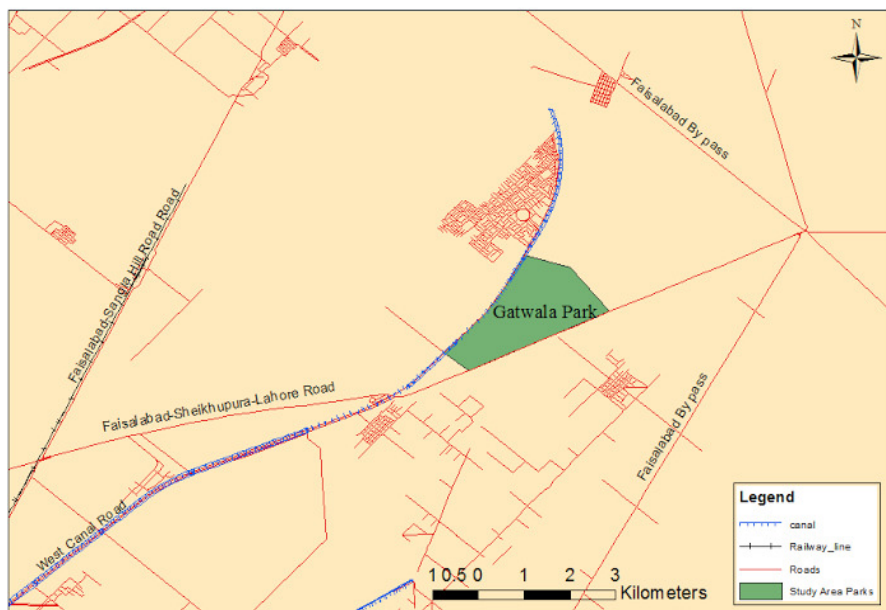 N
Faisalabad By pass
Faisalabad-Sangla Hill Road Road
Gatwala Park
Faisalabad-Sheikhupura-Lahore Road
Faisalabad By pass
West Canal Road
Legend
canal
Railway_line
Roads
Study Area Parks
1 0.5 0 1 2 3
Kilometers